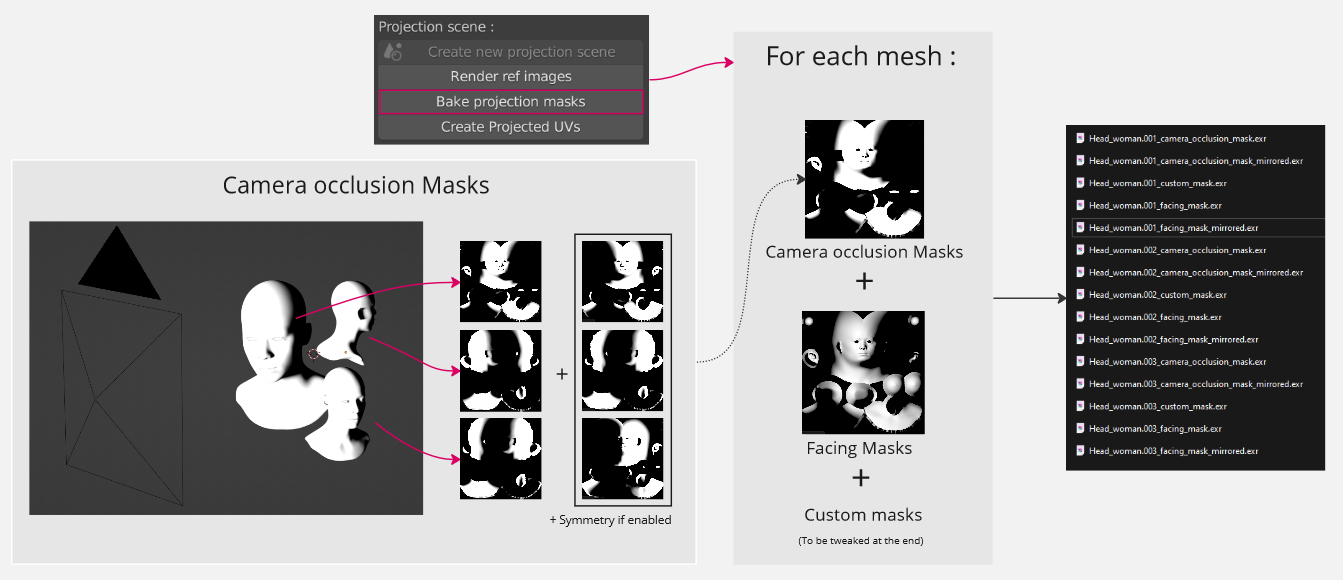 Projection scene :
Create new projection scene
Render ref images
Bake projection masks
Create Projected UVs
Camera occlusion Masks
+
+ Symmetry if enabled
For each mesh :
Camera occlusion Masks
+
Facing Masks
+
Custom masks
(To be tweaked at the end)
Head_woman.001_camera_occlusion_mask.exr
Head_woman.001_camera_occlusion_mask_mirrored.exr
Head_woman.001_custom_mask.exr
Head_woman.001_facing_mask.exr
Head_woman.001_facing_mask_mirrored.exr
Head_woman.002_camera_occlusion_mask.exr
Head_woman.002_camera_occlusion_mask_mirrored.exr
Head_woman.002_custom_mask.exr
Head_woman.002_facing_mask.exr
Head_woman.002_facing_mask_mirrored.exr
Head_woman.003_camera_occlusion_mask.exr
Head_woman.003_camera_occlusion_mask_mirrored.exr
Head_woman.003_custom_mask.exr
Head_woman.003_facing_mask.exr
Head_woman.003_facing_mask_mirrored.exr